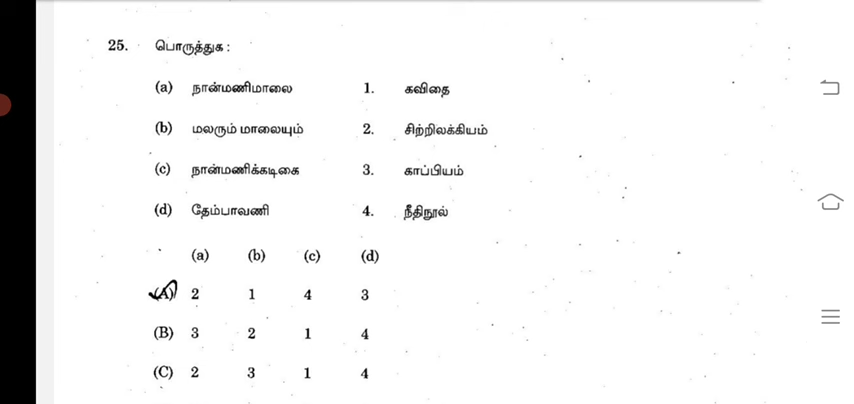 25. பொருத்துக :
(a) நான்மணிமாலை 1. கவிதை
(b) மலரும் மாலையும் 2. சிற்றிலக்கியம்
(c) நான்மணிக்கடிகை 3. காப்பியம்
(d) தேம்பாவணி 4. நீதிநூல்
(a) (b) (c) (d)
(A) 2 1 4 3
(B) 3 2 1 4
(C) 2 3 1 4